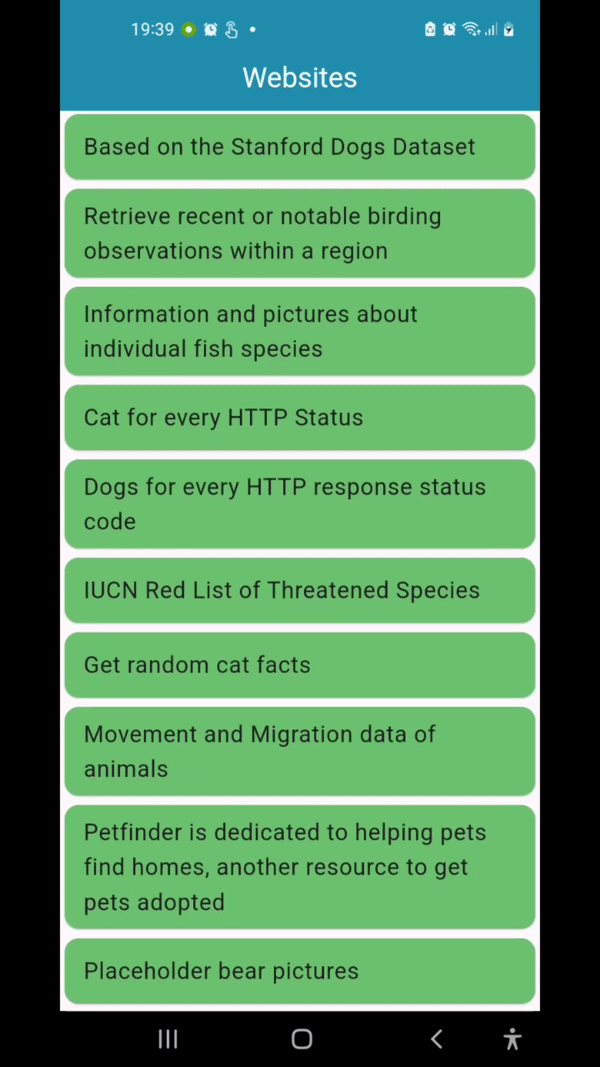 19:39
Websites
Based on the Stanford Dogs Dataset
Retrieve recent or notable birding
observations within a region
Information and pictures about
individual fish species
Cat for every HTTP Status
Dogs for every HTTP response status
code
IUCN Red List of Threatened Species
Get random cat facts
Movement and Migration data of
animals
Petfinder is dedicated to helping pets
find homes, another resource to get
pets adopted
Placeholder bear pictures